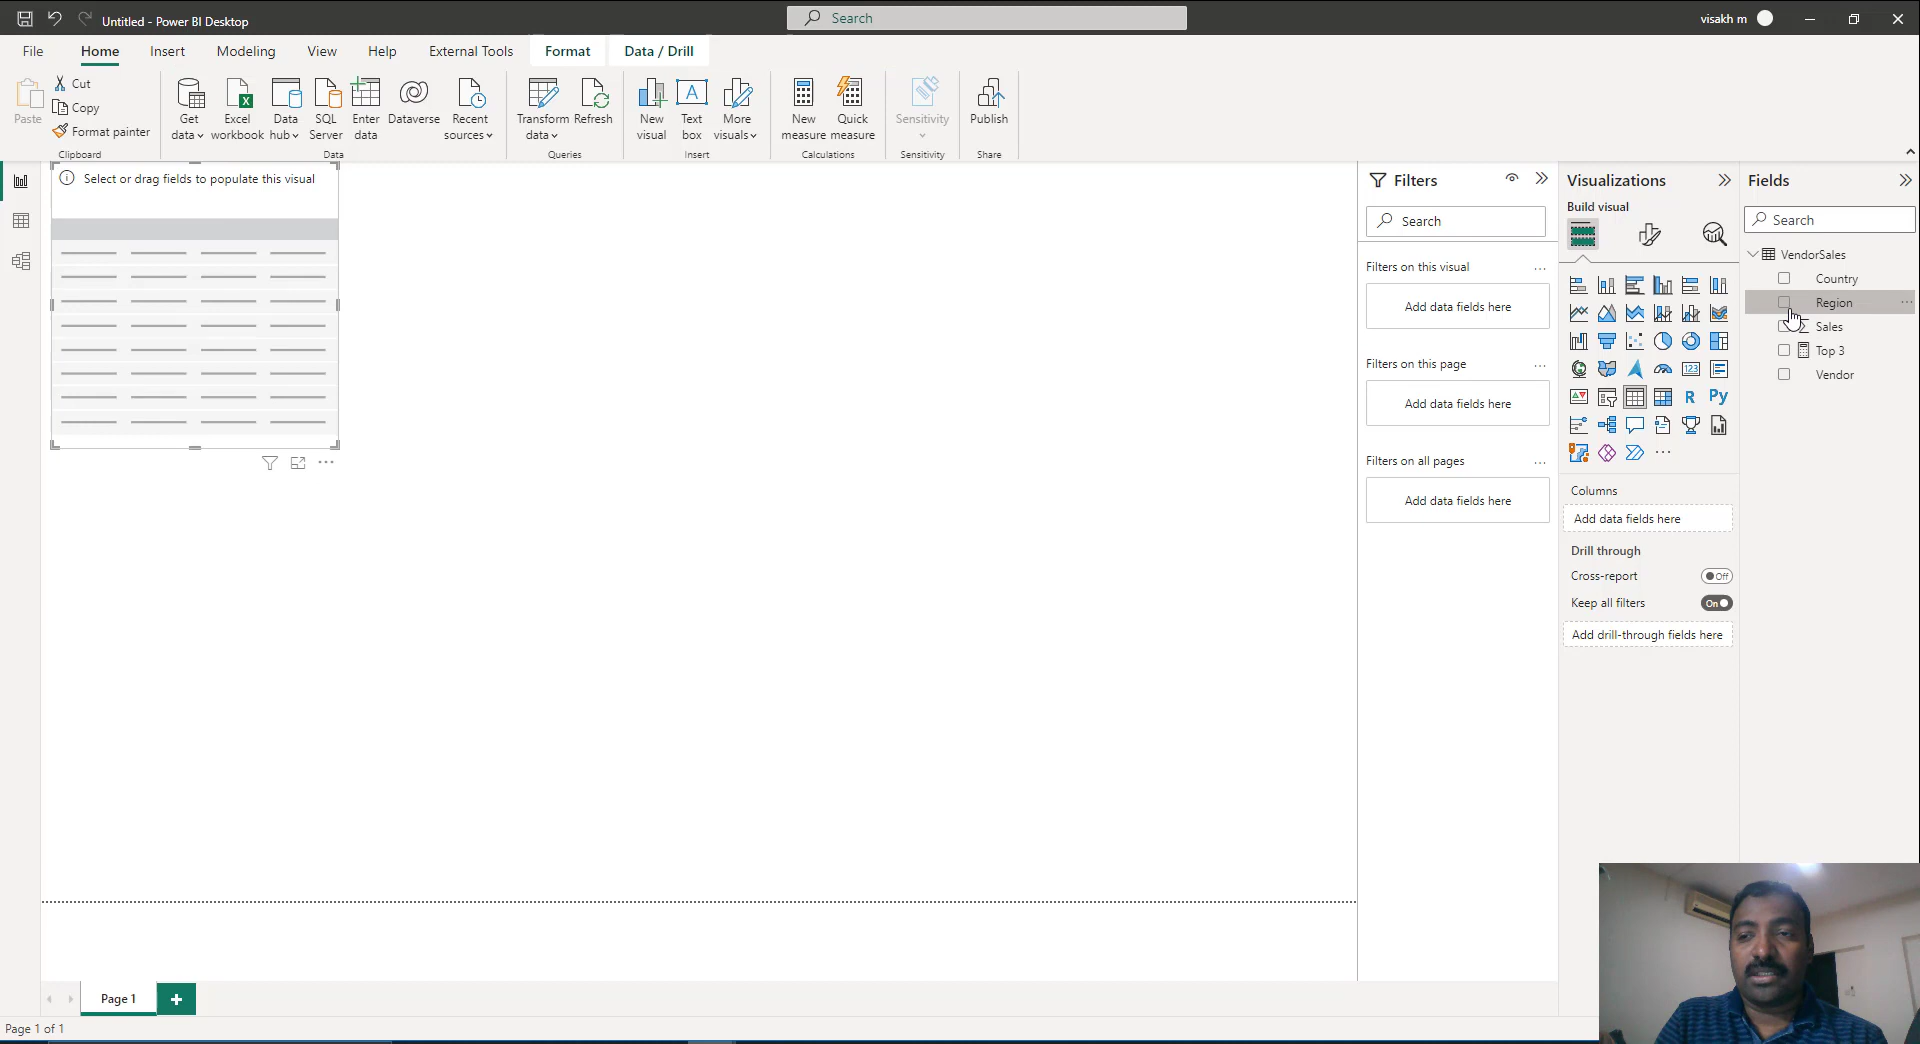 Untitled - Power BI Desktop
Search
visakh m
File
Home
Insert
Modeling
View
Help
External Tools
Format
Data / Drill
Paste
Cut
Copy
Format painter
Clipboard
Get data
Excel workbook
Data hub
SQL Server
Enter data
Dataverse
Recent sources
Data
Transform data
Refresh
Queries
New visual
Text box
More visuals
Insert
New measure
Quick measure
Calculations
Sensitivity
Sensitivity
Publish
Share
Select or drag fields to populate this visual
Filters
Search
Filters on this visual
Add data fields here
Filters on this page
Add data fields here
Filters on all pages
Add data fields here
Visualizations
Build visual
123
R
Py
Columns
Add data fields here
Drill through
Cross-report
Off
Keep all filters
On
Add drill-through fields here
Fields
Search
VendorSales
Country
Region
Sales
Top 3
Vendor
Page 1
Page 1 of 1